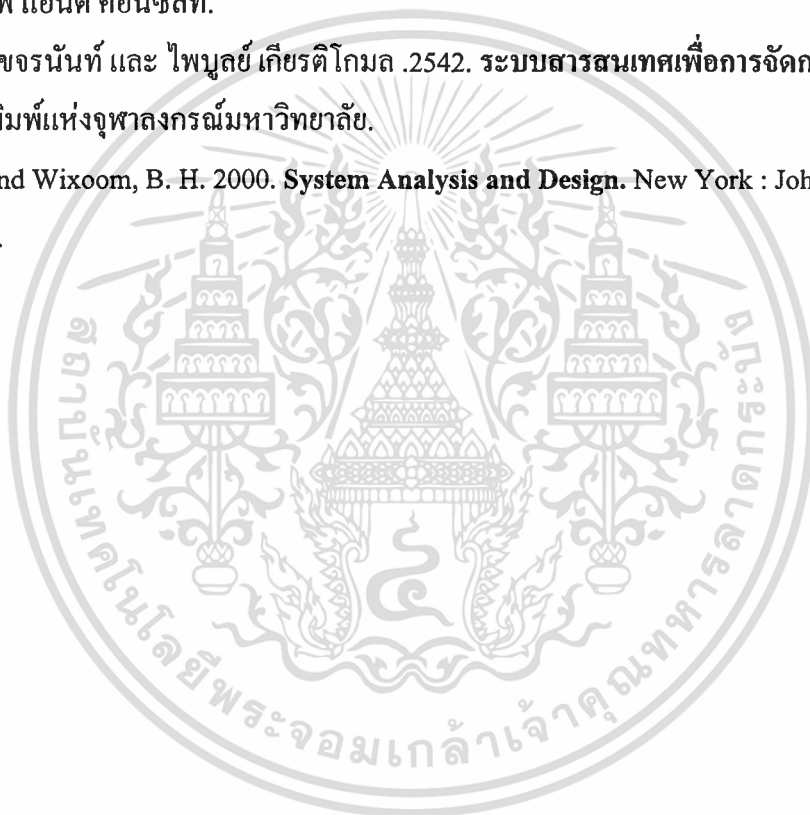 แอนด์ คอนซัลท์.
ขจรนันท์ และ ไพบูลย์ เกียรติโกมล .2542. ระบบสารสนเทศเพื่อการจัดก
พิมพ์แห่งจุฬาลงกรณ์มหาวิทยาลัย.
nd Wixoom, B. H. 2000. System Analysis and Design. New York : Joh
.
สถาบันเทคโนโลยีพระจอมเกล้าเจ้าคุณทหารลาดกระบัง